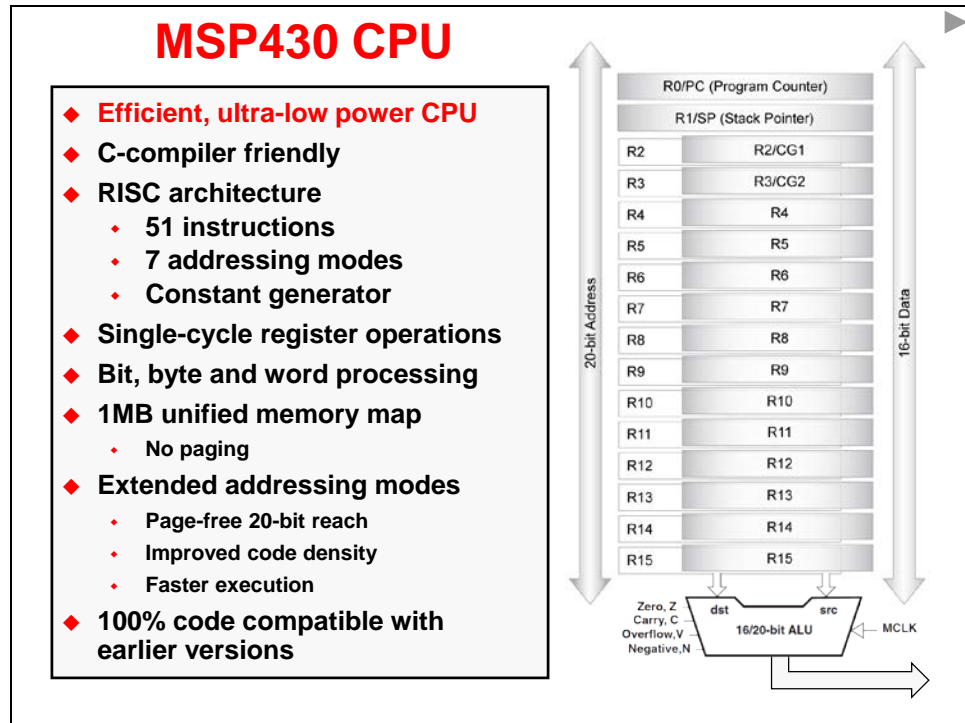 MSP430 CPU
Efficient, ultra-low power CPU
C-compiler friendly
RISC architecture
51 instructions
7 addressing modes
Constant generator
Single-cycle register operations
Bit, byte and word processing
1MB unified memory map
No paging
Extended addressing modes
Page-free 20-bit reach
Improved code density
Faster execution
100% code compatible with
earlier versions
20-bit Address
R0/PC (Program Counter)
R1/SP (Stack Pointer)
R2 R2/CG1
R3 R3/CG2
R4 R4
R5 R5
R6 R6
R7 R7
R8 R8
R9 R9
R10 R10
R11 R11
R12 R12
R13 R13
R14 R14
R15 R15
16-bit Data
Zero, Z
Carry, C
Overflow,V
Negative,N
dst src
16/20-bit ALU
MCLK